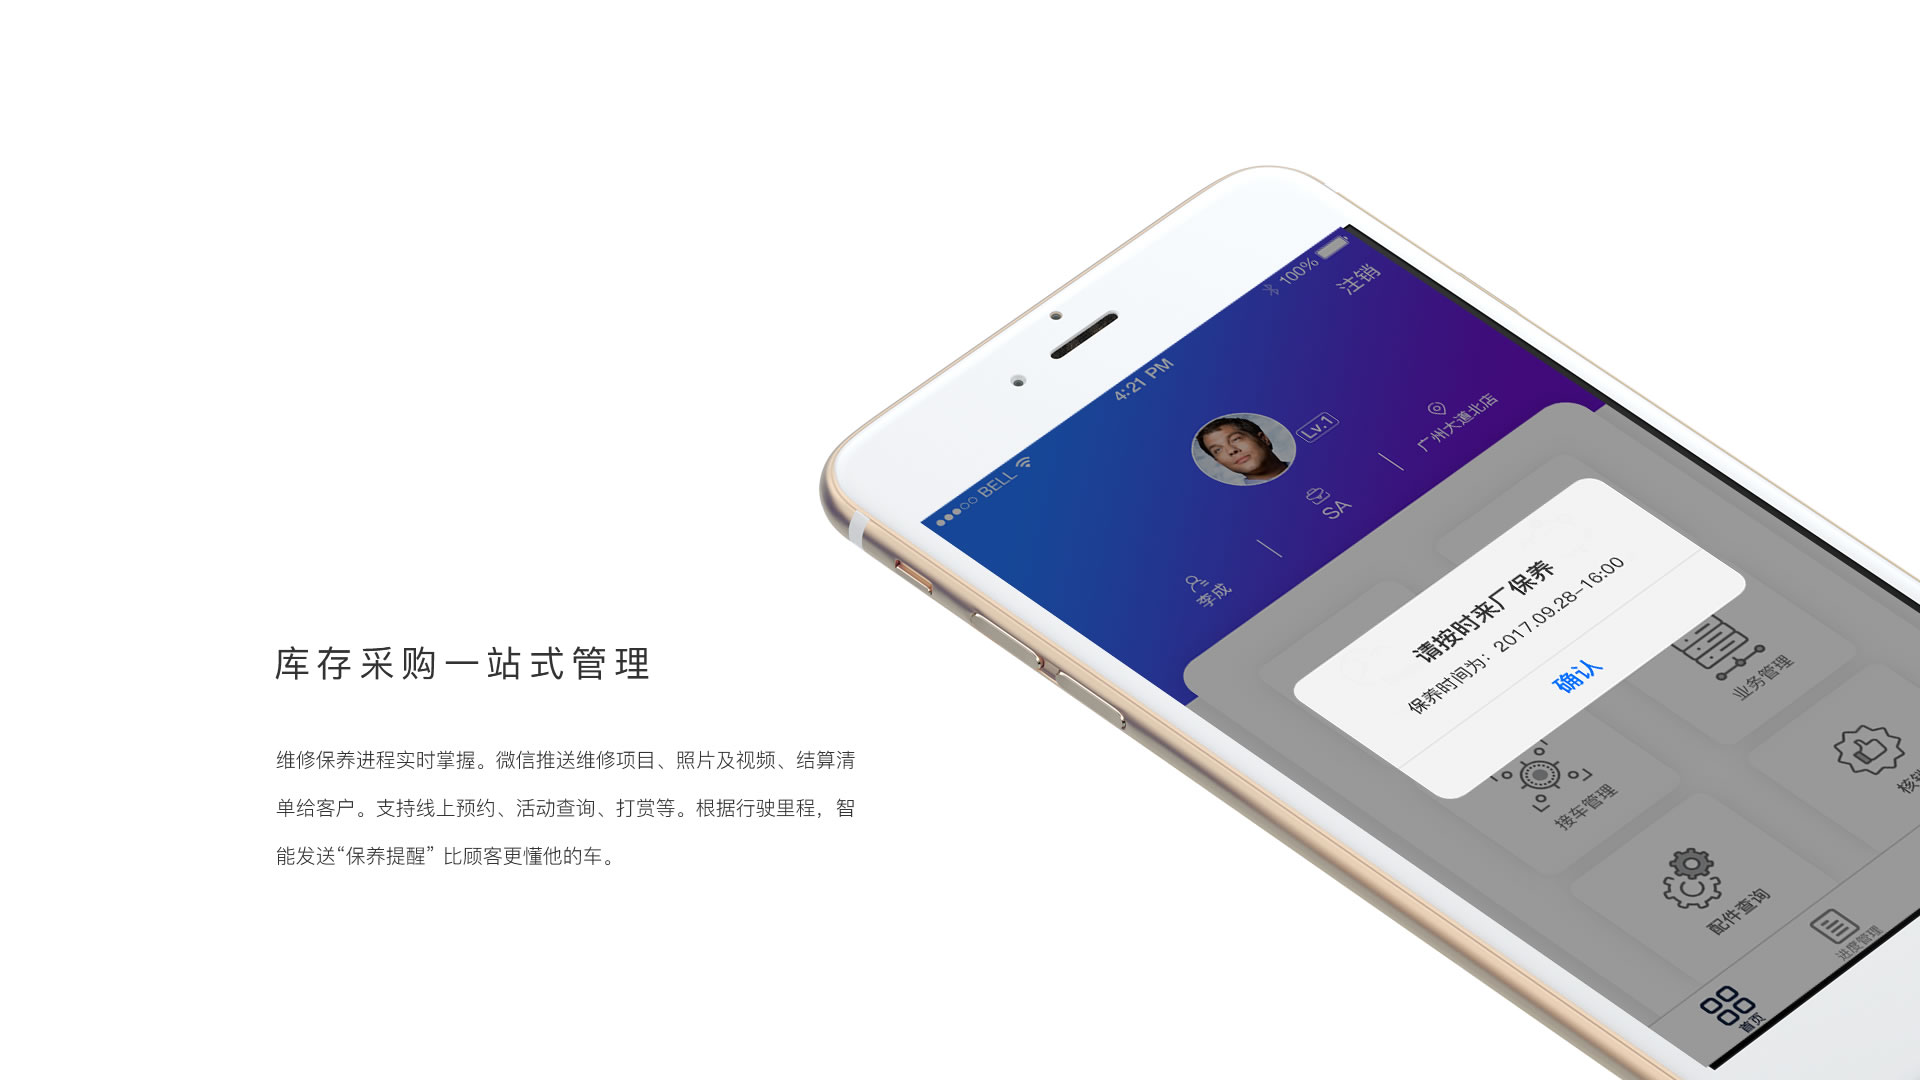 库存采购一站式管理
维修保养进程实时掌握。微信推送维修项目、照片及视频、结算清
单给客户。支持线上预约、活动查询、打赏等。根据行驶里程，智
能发送“保养提醒” 比顾客更懂他的车。
BELL
4:21 PM
100%
注销
Lv.1
李成
SA
广州大道北店
请按时来厂保养
保养时间为：2017.09.28-16:00
确认
业务管理
接车管理
核销
配件查询
进度管理
首页